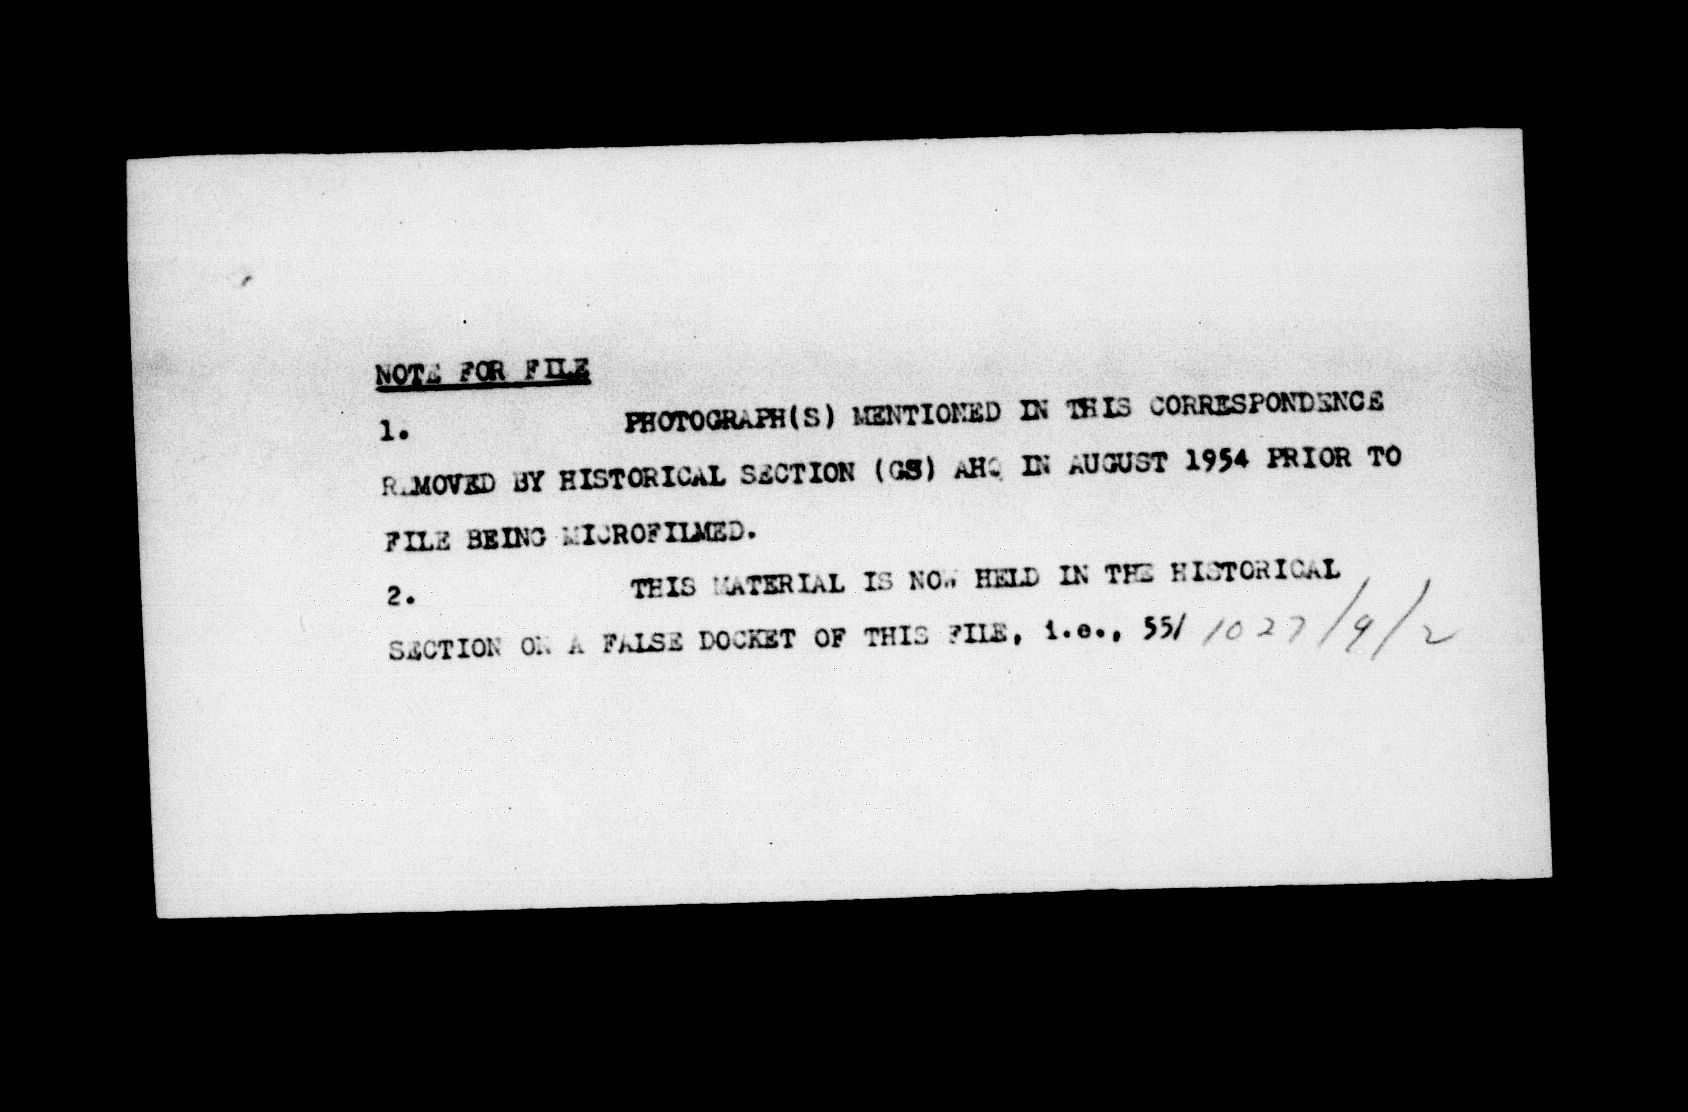 NOTE FOR FILE
1. PHOTOGRAPH(S) MENTIONED IN THIS CORRESPONDENCE
REMOVED BY HISTORICAL SECTION (GS) AHQ IN AUGUST 1954 PRIOR TO
FILE BEING MICROFILMED.
2. THIS MATERIAL IS NOW HELD IN THE HISTORICAL
SECTION ON A FALSE DOCKET OF THIS FILE, i.e., 55/ 1027/9/2